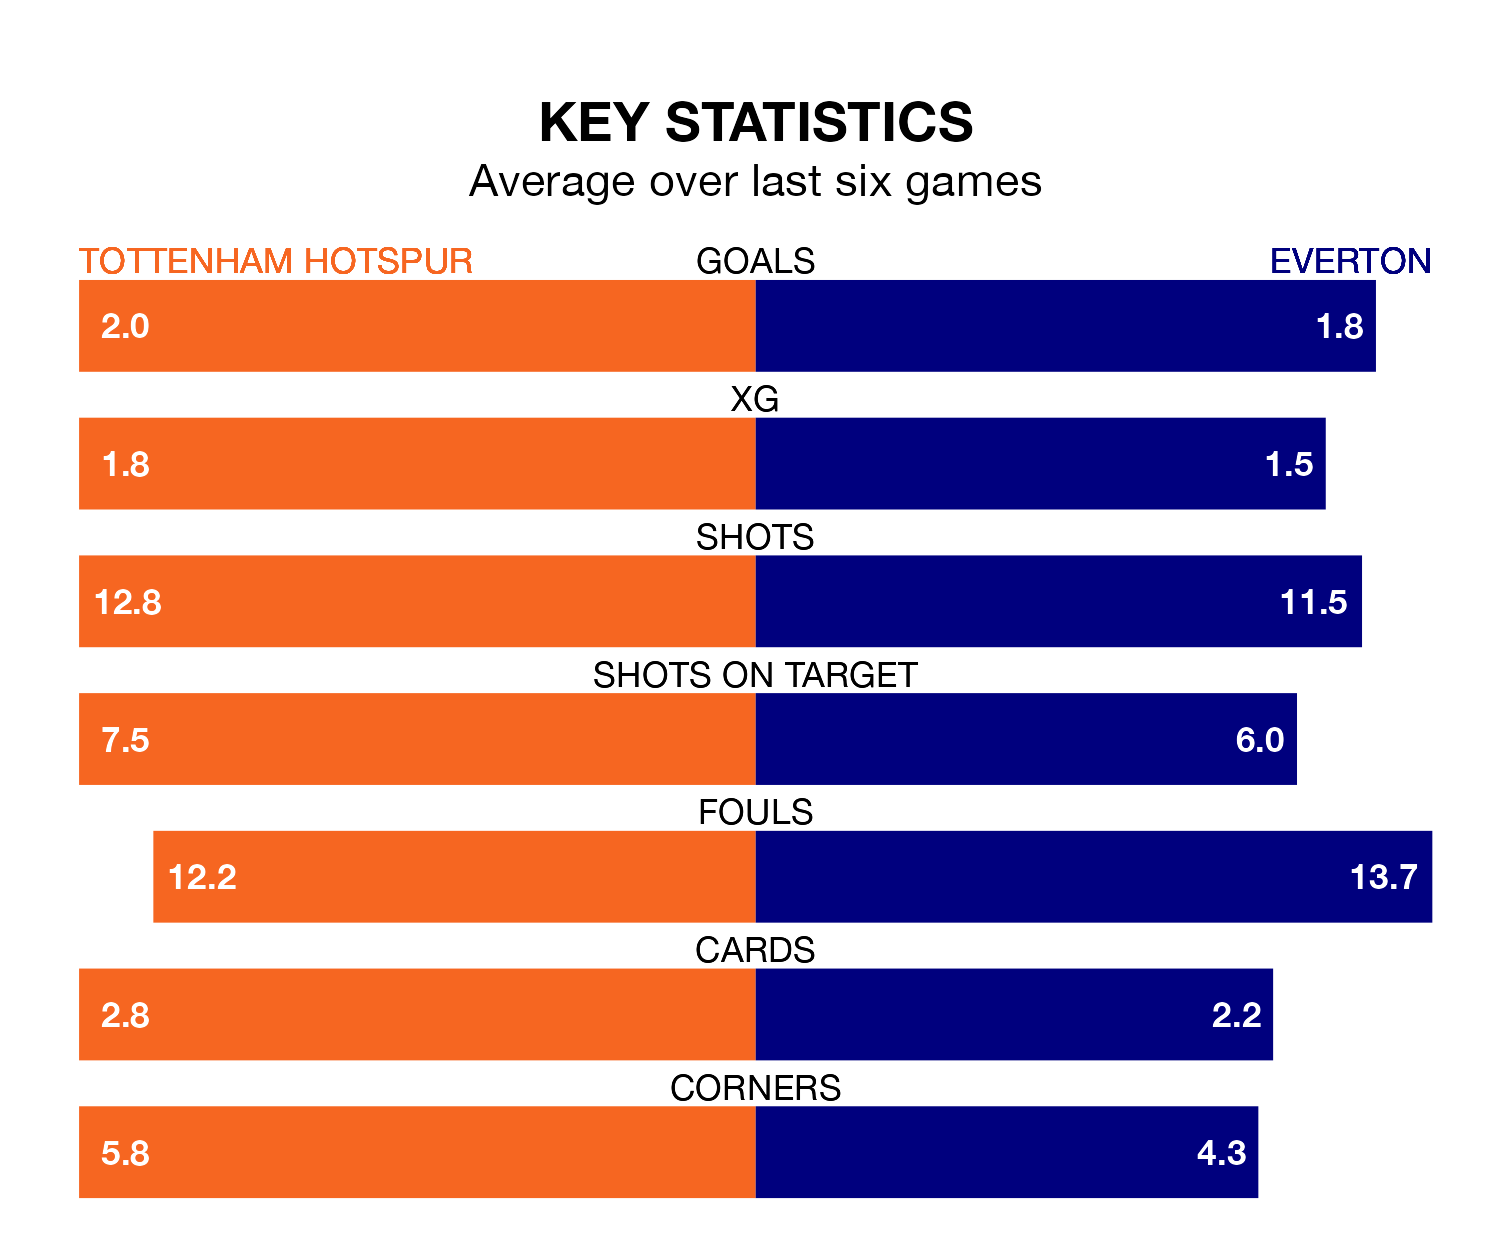 KEY STATISTICS
Average over last six games
TOTTENHAM HOTSPUR GOALS EVERTON
2.0 1.8
XG
1.8 1.5
SHOTS
12.8 11.5
SHOTS ON TARGET
7.5 6.0
FOULS
12.2 13.7
CARDS
2.8 2.2
CORNERS
5.8 4.3